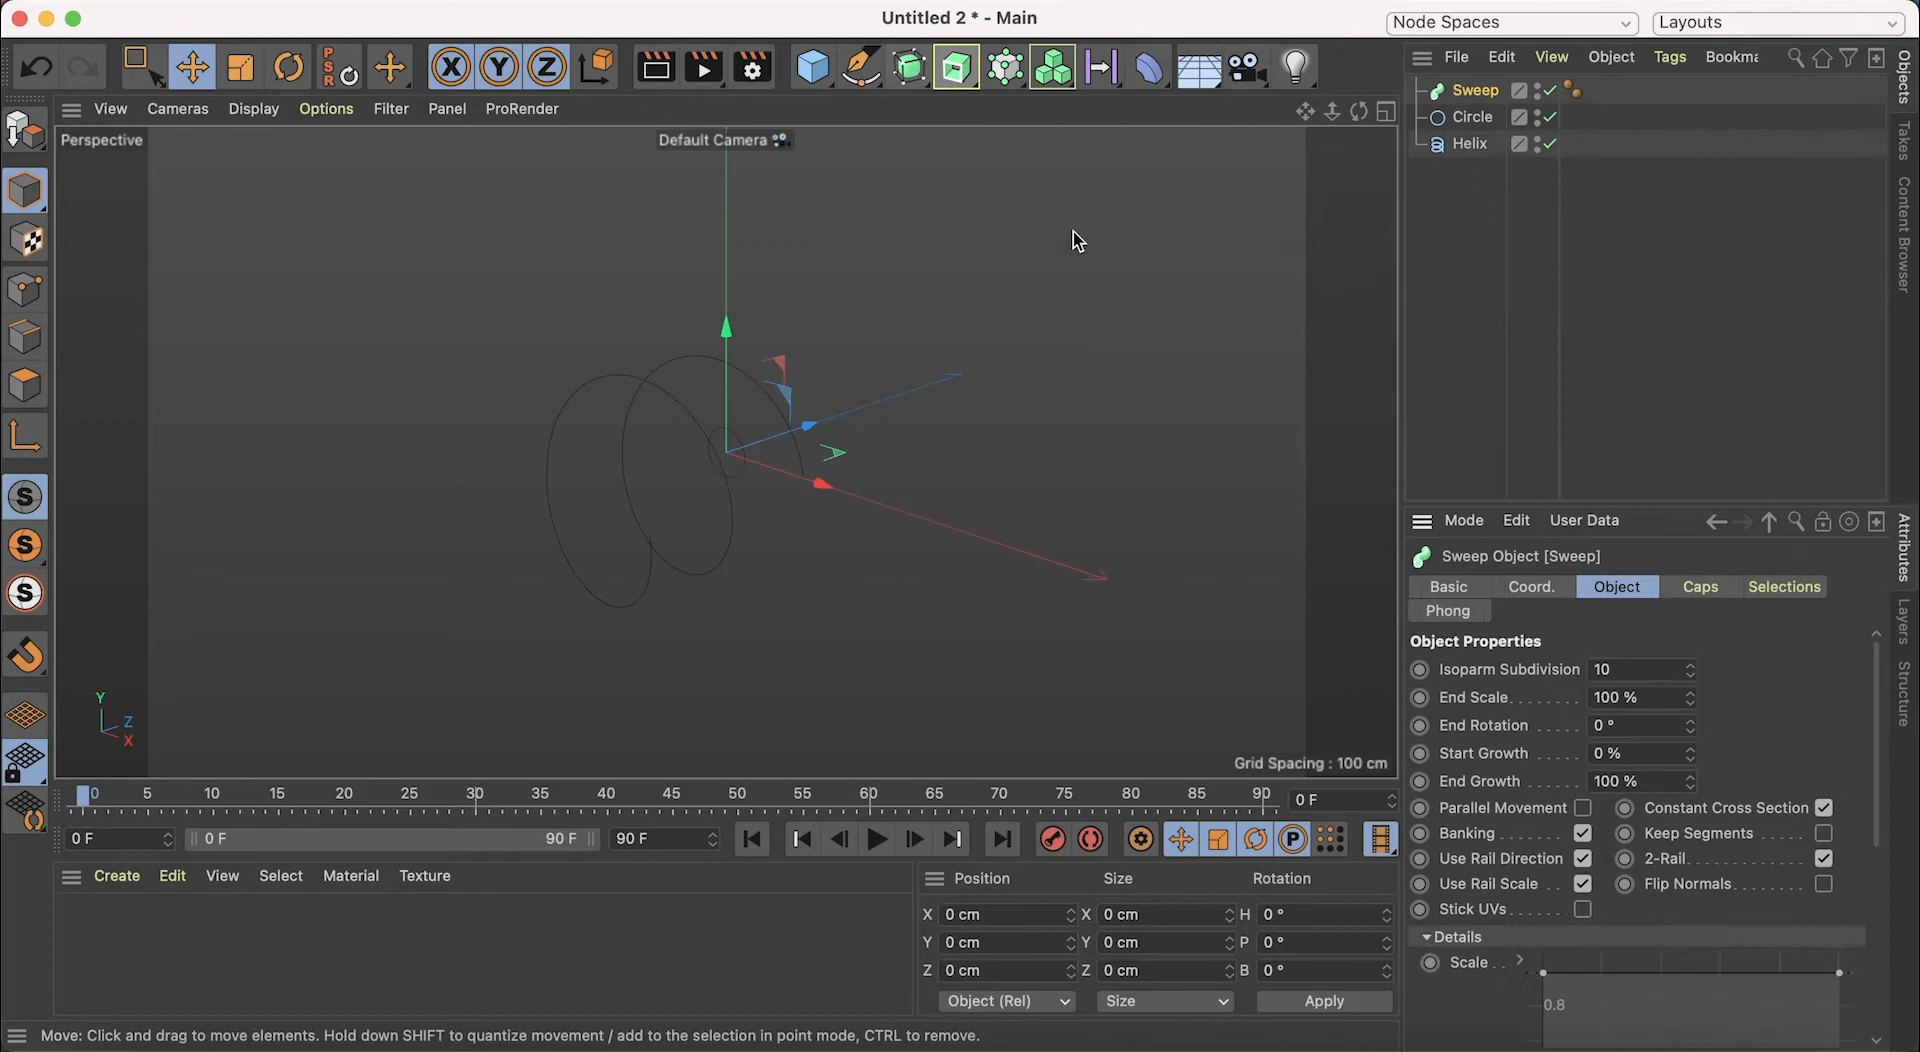 Untitled 2 * - Main
Node Spaces
Layouts
PSR
X
Y
Z
File Edit View Object Tags Bookma
View Cameras Display Options Filter Panel ProRender
Perspective
Default Camera
Sweep
Circle
Helix
Objects
Takes
Content Browser
S
S
S
Y
Z
X
Grid Spacing : 100 cm
Mode Edit User Data
Sweep Object [Sweep]
Basic Coord. Object Caps Selections
Phong
Object Properties
Isoparm Subdivision 10
End Scale. . . . . . . 100 %
End Rotation . . . . . 0 °
Start Growth . . . . . 0 %
End Growth . . . . . . 100 %
Parallel Movement Constant Cross Section
Banking. . . . . . . . Keep Segments . . . . .
Use Rail Direction 2-Rail. . . . . . . . . . .
Use Rail Scale . . Flip Normals. . . . . . .
Stick UVs. . . . . .
Details
Scale . .
0.8
Attributes
Layers
Structure
0 5 10 15 20 25 30 35 40 45 50 55 60 65 70 75 80 85 90
0 F
0 F 0 F 90 F 90 F
P
Create Edit View Select Material Texture
Position Size Rotation
X 0 cm X 0 cm H 0 °
Y 0 cm Y 0 cm P 0 °
Z 0 cm Z 0 cm B 0 °
Object (Rel) Size Apply
Move: Click and drag to move elements. Hold down SHIFT to quantize movement / add to the selection in point mode, CTRL to remove.